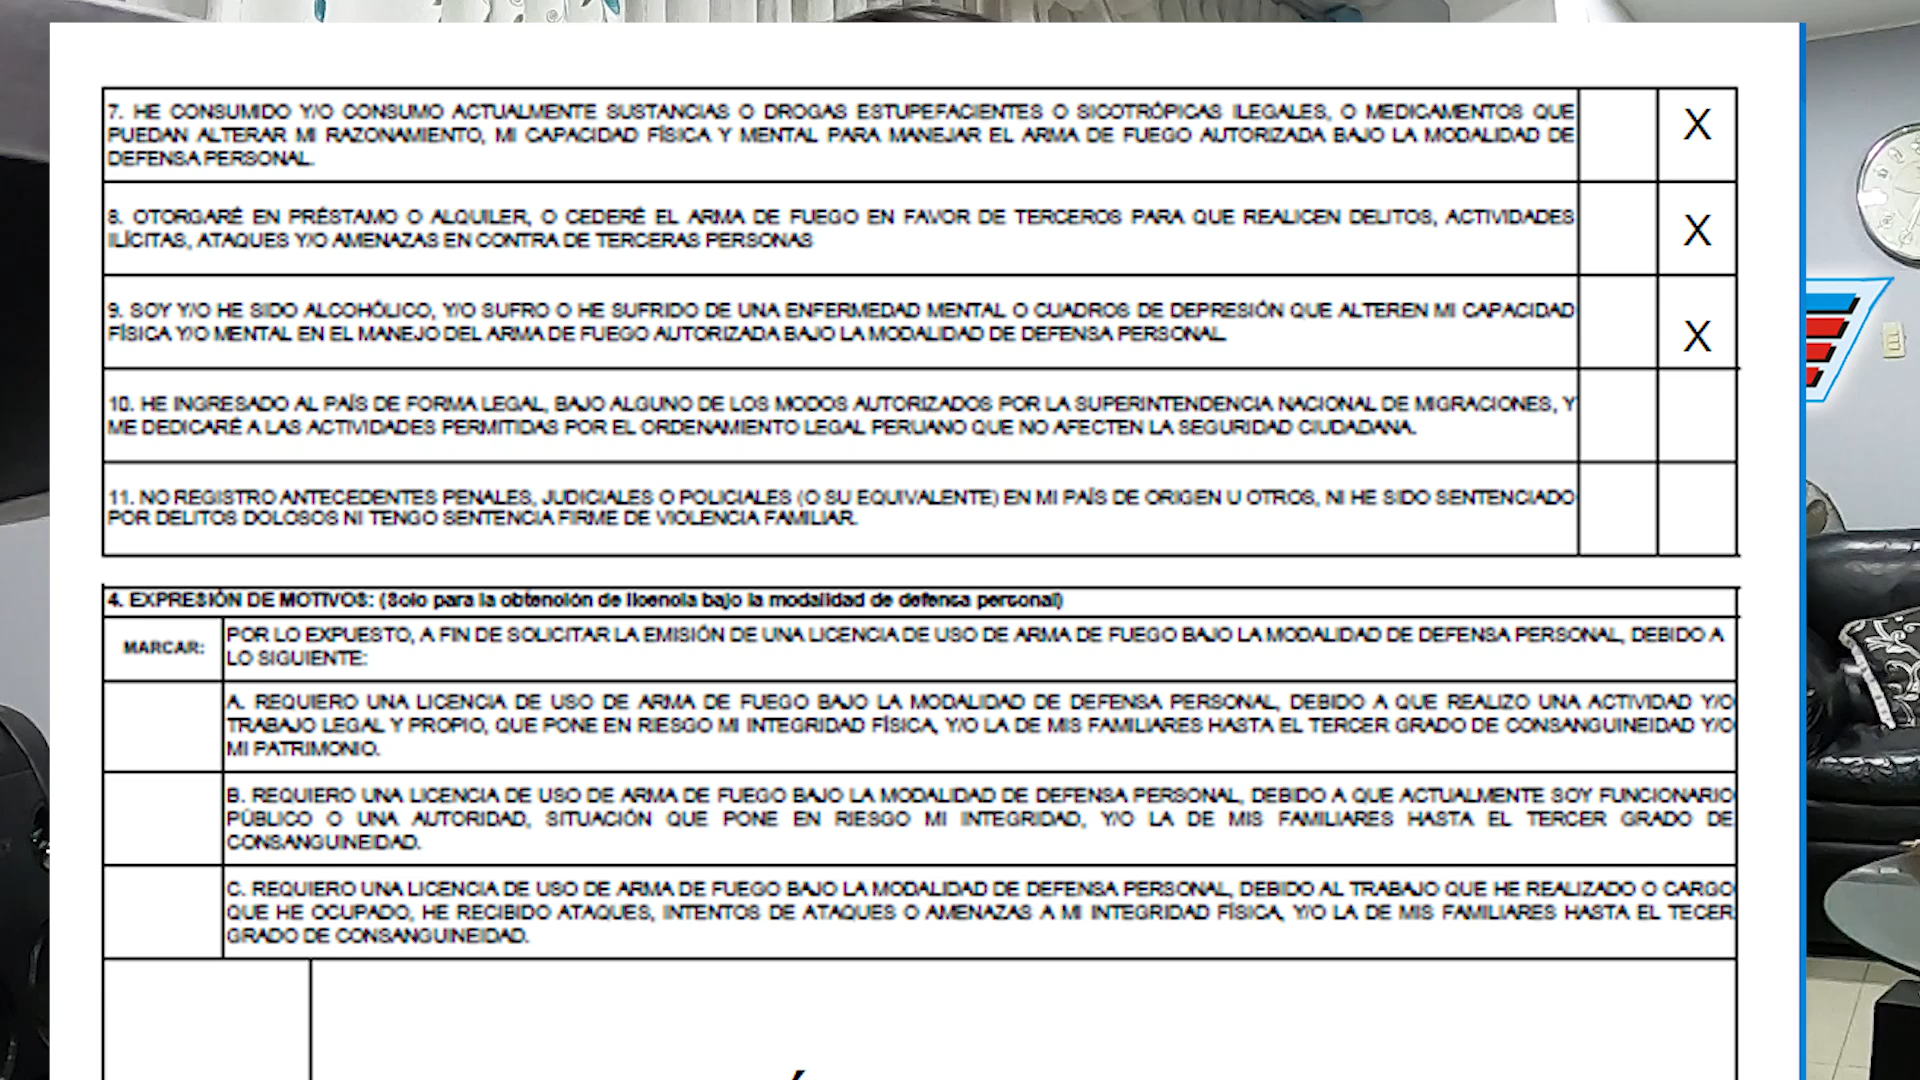 7. HE CONSUMIDO Y/O CONSUMO ACTUALMENTE SUSTANCIAS O DROGAS ESTUPEFACIENTES O SICOTRÓPICAS ILEGALES, O MEDICAMENTOS QUE
PUEDAN ALTERAR MI RAZONAMIENTO, MI CAPACIDAD FÍSICA Y MENTAL PARA MANEJAR EL ARMA DE FUEGO AUTORIZADA BAJO LA MODALIDAD DE
DEFENSA PERSONAL.
X
8. OTORGARÉ EN PRÉSTAMO O ALQUILER, O CEDERÉ EL ARMA DE FUEGO EN FAVOR DE TERCEROS PARA QUE REALICEN DELITOS, ACTIVIDADES
ILÍCITAS, ATAQUES Y/O AMENAZAS EN CONTRA DE TERCERAS PERSONAS
X
9. SOY Y/O HE SIDO ALCOHÓLICO, Y/O SUFRO O HE SUFRIDO DE UNA ENFERMEDAD MENTAL O CUADROS DE DEPRESIÓN QUE ALTEREN MI CAPACIDAD
FÍSICA Y/O MENTAL EN EL MANEJO DEL ARMA DE FUEGO AUTORIZADA BAJO LA MODALIDAD DE DEFENSA PERSONAL.
X
10. HE INGRESADO AL PAÍS DE FORMA LEGAL, BAJO ALGUNO DE LOS MODOS AUTORIZADOS POR LA SUPERINTENDENCIA NACIONAL DE MIGRACIONES, Y
ME DEDICARÉ A LAS ACTIVIDADES PERMITIDAS POR EL ORDENAMIENTO LEGAL PERUANO QUE NO AFECTEN LA SEGURIDAD CIUDADANA.
11. NO REGISTRO ANTECEDENTES PENALES, JUDICIALES O POLICIALES (O SU EQUIVALENTE) EN MI PAÍS DE ORIGEN U OTROS, NI HE SIDO SENTENCIADO
POR DELITOS DOLOSOS NI TENGO SENTENCIA FIRME DE VIOLENCIA FAMILIAR.
4. EXPRESIÓN DE MOTIVOS: (Solo para la obtención de licencia bajo la modalidad de defensa personal)
MARCAR:
POR LO EXPUESTO, A FIN DE SOLICITAR LA EMISIÓN DE UNA LICENCIA DE USO DE ARMA DE FUEGO BAJO LA MODALIDAD DE DEFENSA PERSONAL, DEBIDO A
LO SIGUIENTE:
A. REQUIERO UNA LICENCIA DE USO DE ARMA DE FUEGO BAJO LA MODALIDAD DE DEFENSA PERSONAL, DEBIDO A QUE REALIZO UNA ACTIVIDAD Y/O
TRABAJO LEGAL Y PROPIO, QUE PONE EN RIESGO MI INTEGRIDAD FÍSICA, Y/O LA DE MIS FAMILIARES HASTA EL TERCER GRADO DE CONSANGUINEIDAD Y/O
MI PATRIMONIO.
B. REQUIERO UNA LICENCIA DE USO DE ARMA DE FUEGO BAJO LA MODALIDAD DE DEFENSA PERSONAL, DEBIDO A QUE ACTUALMENTE SOY FUNCIONARIO
PÚBLICO O UNA AUTORIDAD, SITUACIÓN QUE PONE EN RIESGO MI INTEGRIDAD, Y/O LA DE MIS FAMILIARES HASTA EL TERCER GRADO DE
CONSANGUINEIDAD.
C. REQUIERO UNA LICENCIA DE USO DE ARMA DE FUEGO BAJO LA MODALIDAD DE DEFENSA PERSONAL, DEBIDO AL TRABAJO QUE HE REALIZADO O CARGO
QUE HE OCUPADO, HE RECIBIDO ATAQUES, INTENTOS DE ATAQUES O AMENAZAS A MI INTEGRIDAD FÍSICA, Y/O LA DE MIS FAMILIARES HASTA EL TECER
GRADO DE CONSANGUINEIDAD.